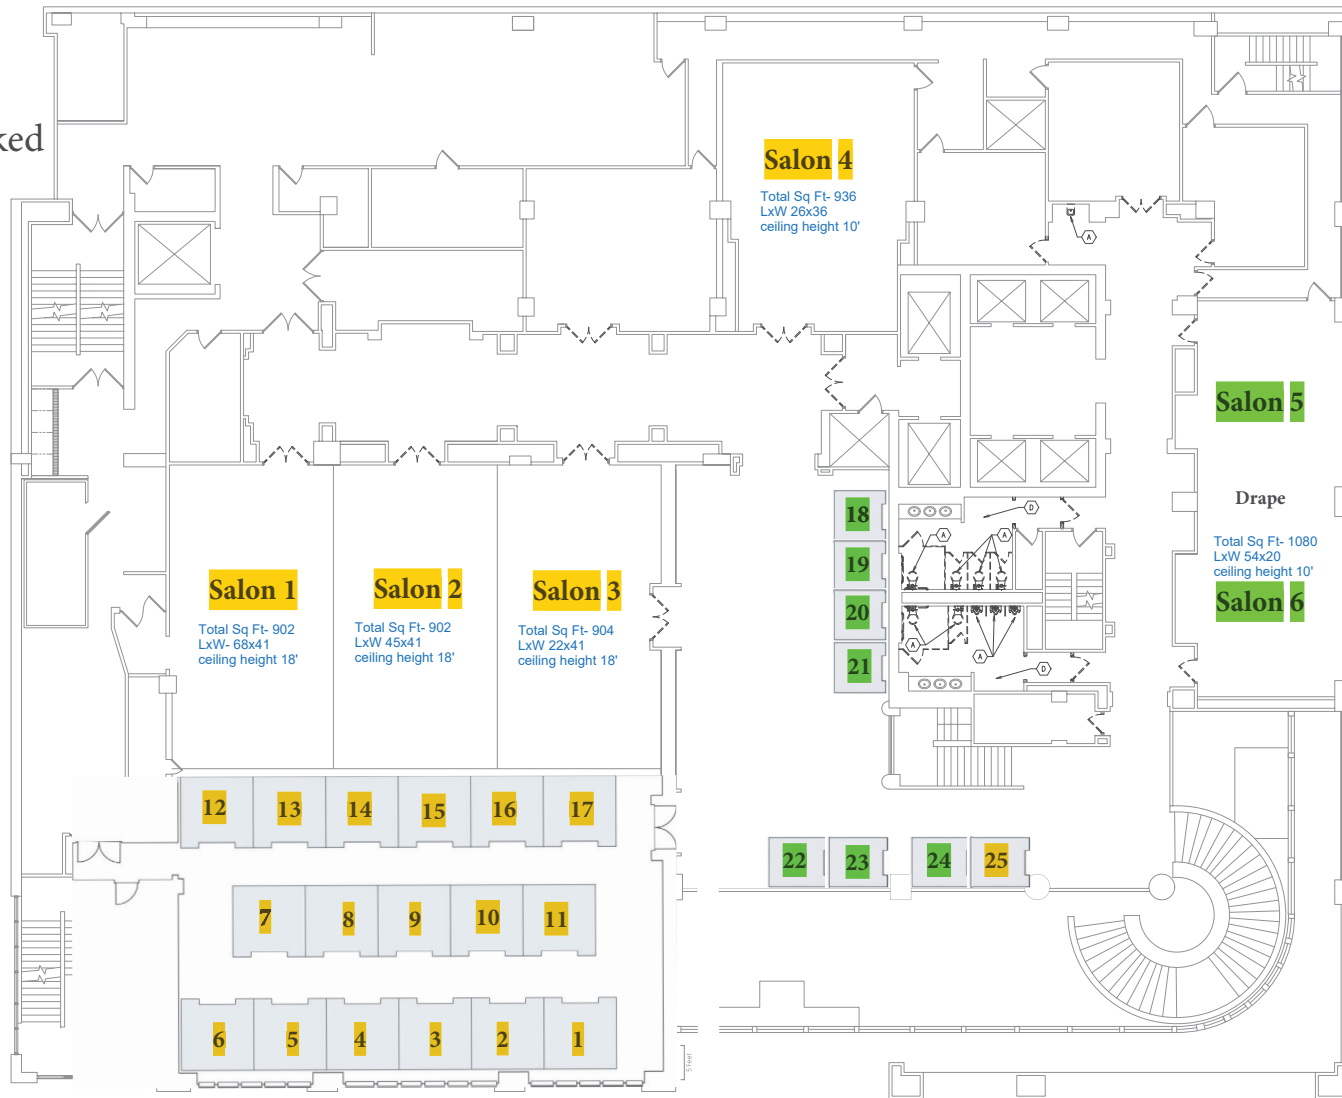 ked
Salon 4
Total Sq Ft- 936
LxW 26x36
ceiling height 10'
A
Salon 5
Drape
Total Sq Ft- 1080
LxW 54x20
ceiling height 10'
Salon 6
18
19
20
21
D
A
A
A
A
D
Salon 1
Total Sq Ft- 902
LxW- 68x41
ceiling height 18'
Salon 2
Total Sq Ft- 902
LxW 45x41
ceiling height 18'
Salon 3
Total Sq Ft- 904
LxW 22x41
ceiling height 18'
12
13
14
15
16
17
22
23
24
25
7
8
9
10
11
6
5
4
3
2
1
5 feet